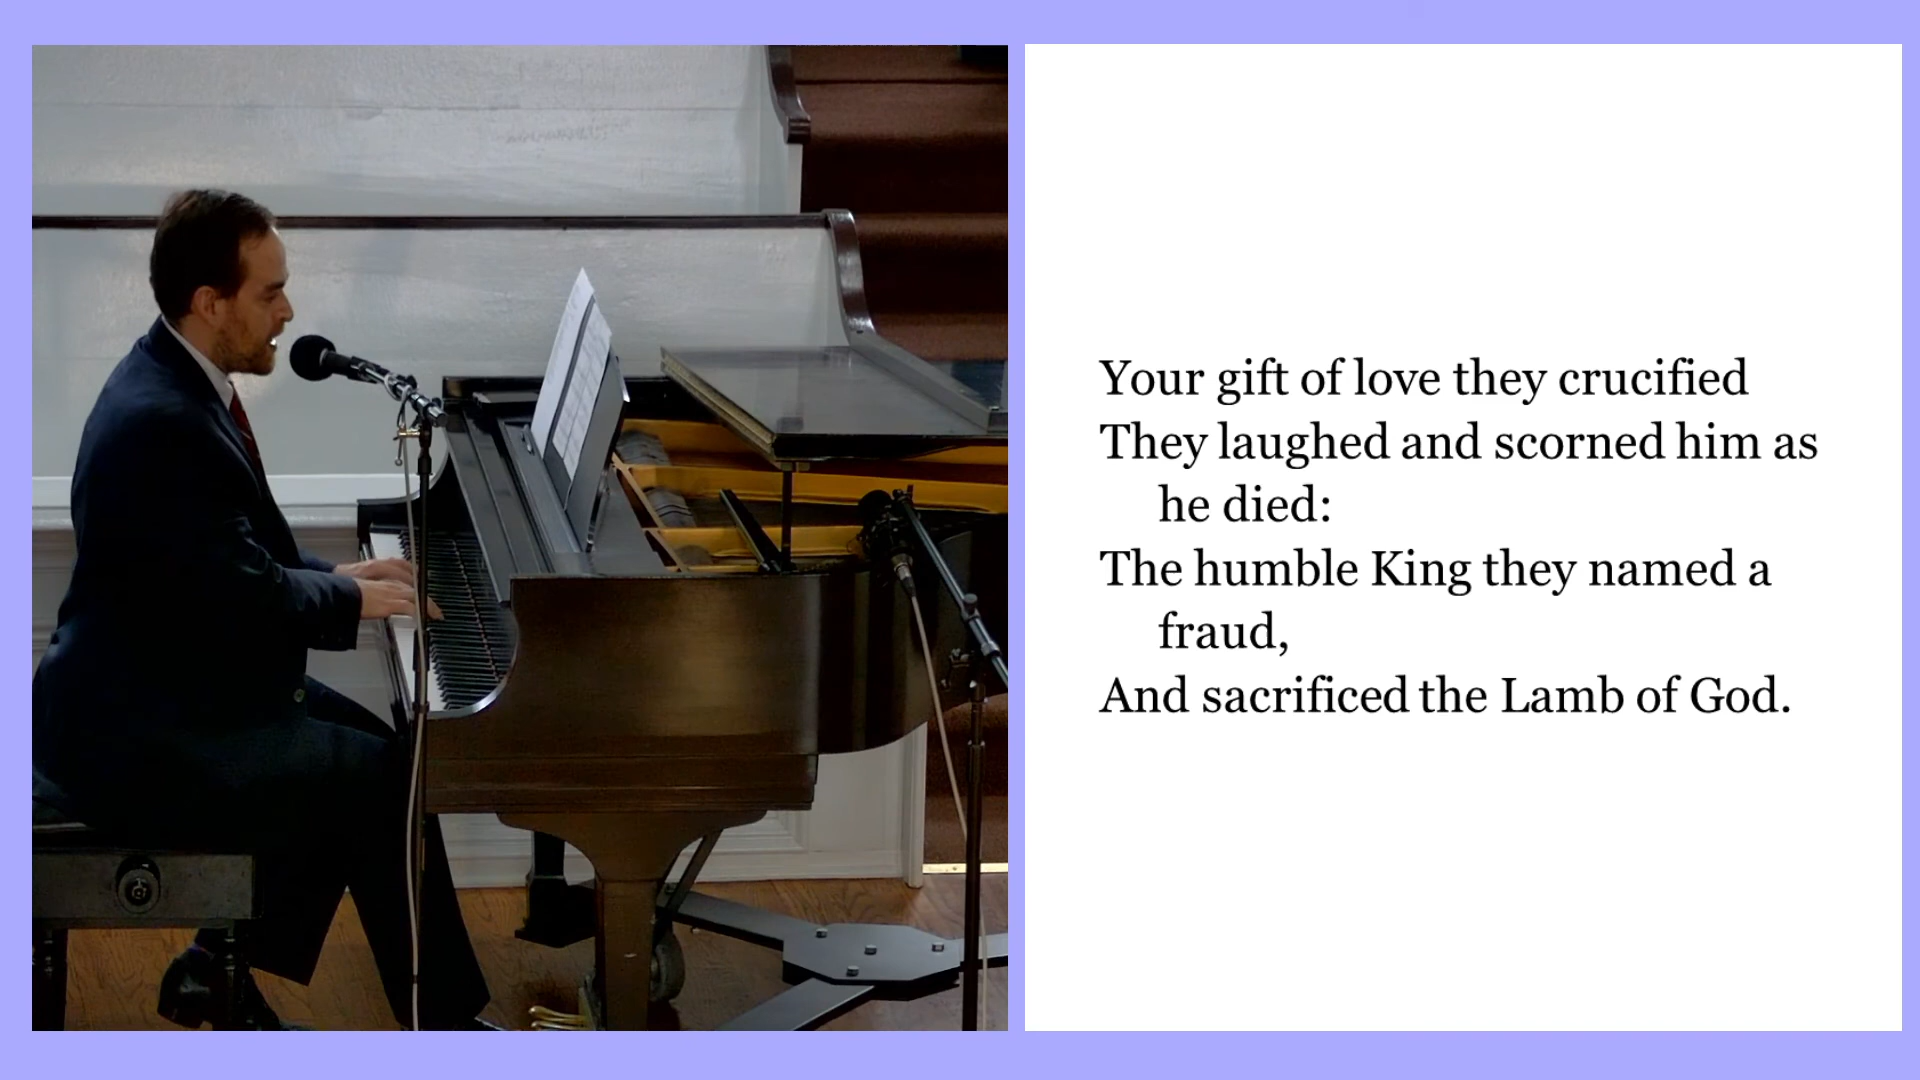 Your gift of love they crucified
They laughed and scorned him as
he died:
The humble King they named a
fraud,
And sacrificed the Lamb of God.